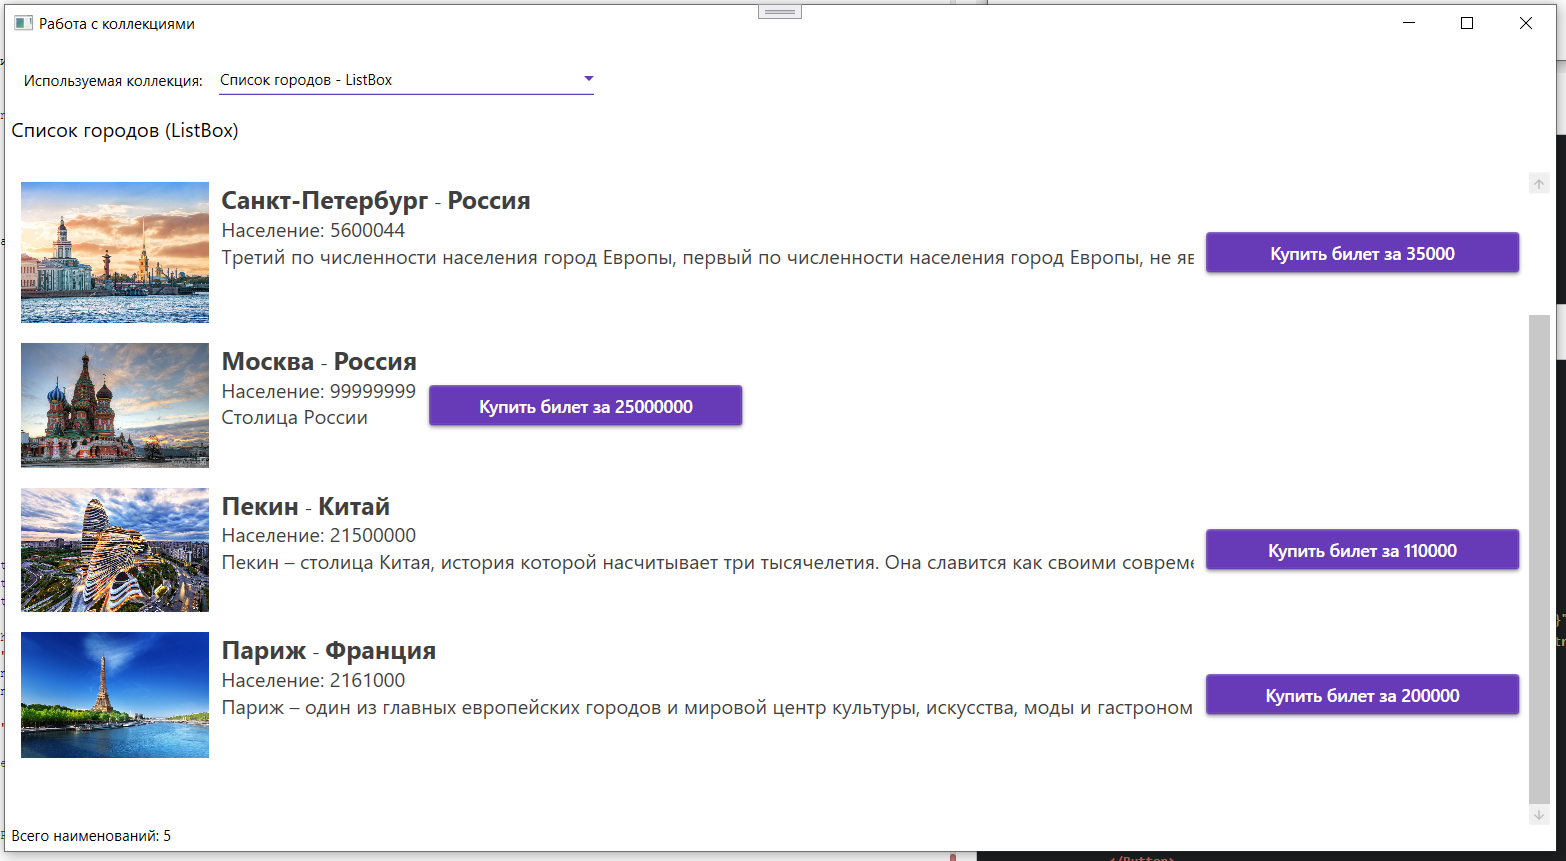 Работа с коллекциями
Используемая коллекция: Список городов - ListBox
Список городов (ListBox)
Санкт-Петербург - Россия
Население: 5600044
Третий по численности населения город Европы, первый по численности населения город Европы, не яв
Купить билет за 35000
Москва - Россия
Население: 99999999
Столица России
Купить билет за 25000000
Пекин - Китай
Население: 21500000
Пекин – столица Китая, история которой насчитывает три тысячелетия. Она славится как своими совреме
Купить билет за 110000
Париж - Франция
Население: 2161000
Париж – один из главных европейских городов и мировой центр культуры, искусства, моды и гастроном
Купить билет за 200000
Всего наименований: 5